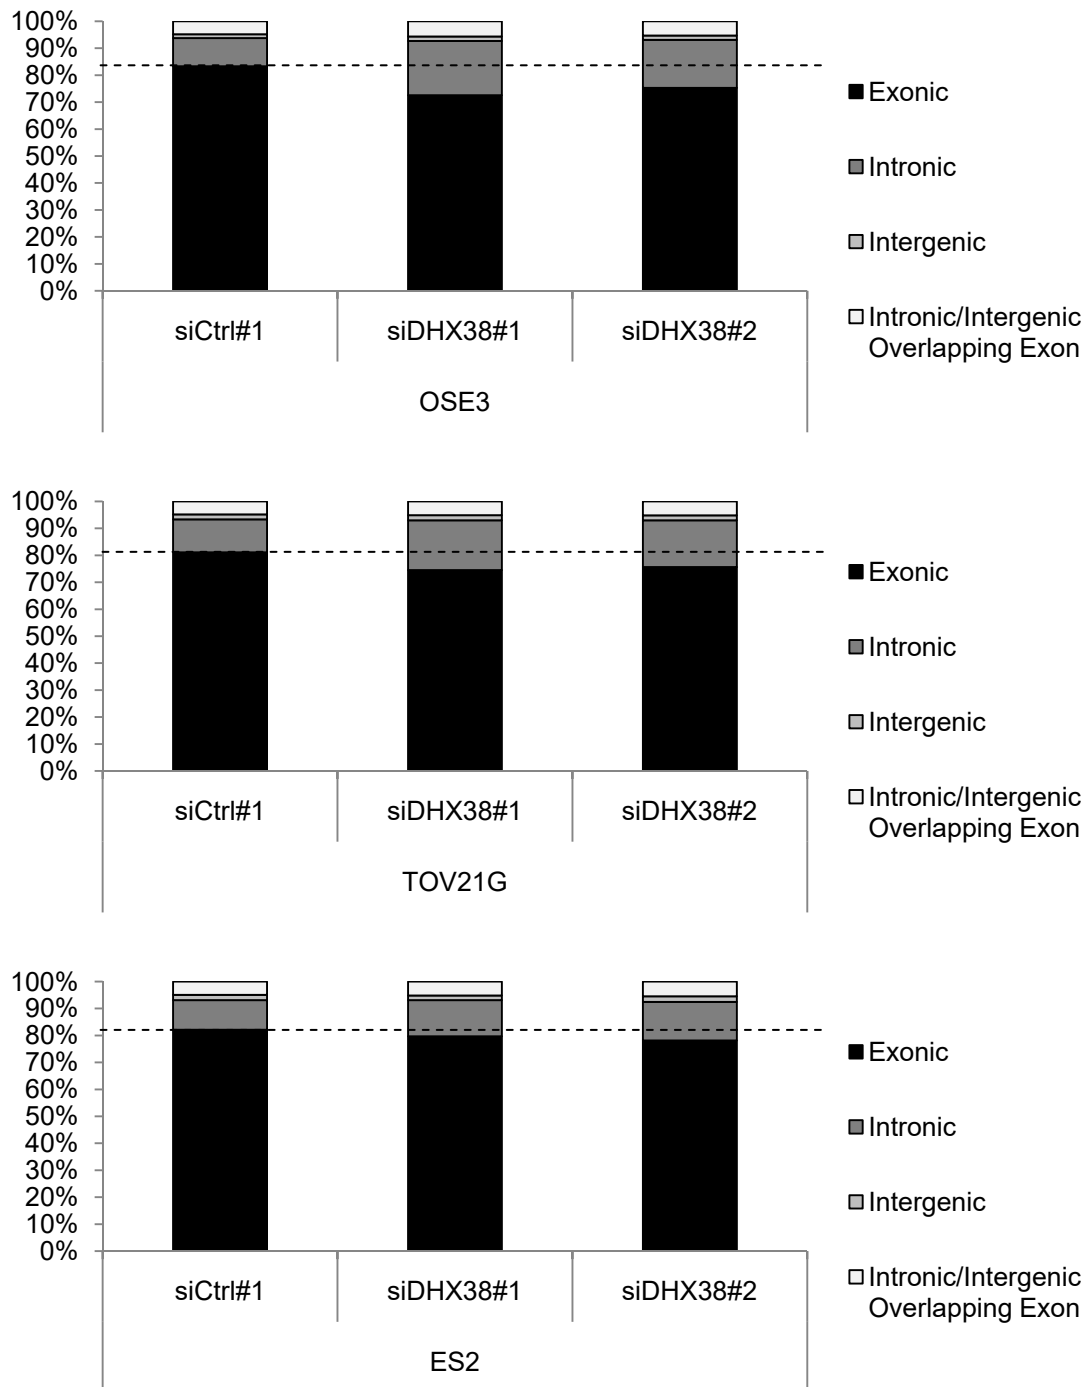 100%
90%
80%
70%
60%
50%
40%
30%
20%
10%
0%
siCtrl#1 siDHX38#1 siDHX38#2
OSE3
Exonic
Intronic
Intergenic
Intronic/Intergenic
Overlapping Exon
100%
90%
80%
70%
60%
50%
40%
30%
20%
10%
0%
siCtrl#1 siDHX38#1 siDHX38#2
TOV21G
Exonic
Intronic
Intergenic
Intronic/Intergenic
Overlapping Exon
100%
90%
80%
70%
60%
50%
40%
30%
20%
10%
0%
siCtrl#1 siDHX38#1 siDHX38#2
ES2
Exonic
Intronic
Intergenic
Intronic/Intergenic
Overlapping Exon